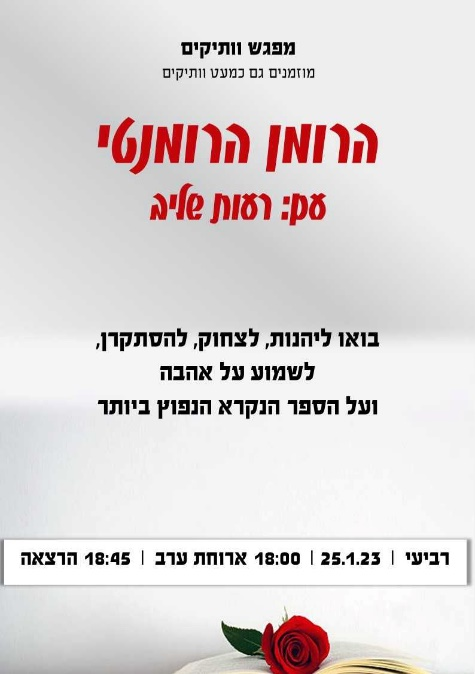 מפגש וותיקים
מוזמנים גם כמעט וותיקים
הרומן הרומנטי
עם: רעות שליב
בואו ליהנות, לצחוק, להסתקרן,
לשמוע על אהבה
ועל הספר הנקרא הנפוץ ביותר
רביעי | 25.1.23 | 18:00 ארוחת ערב | 18:45 הרצאה